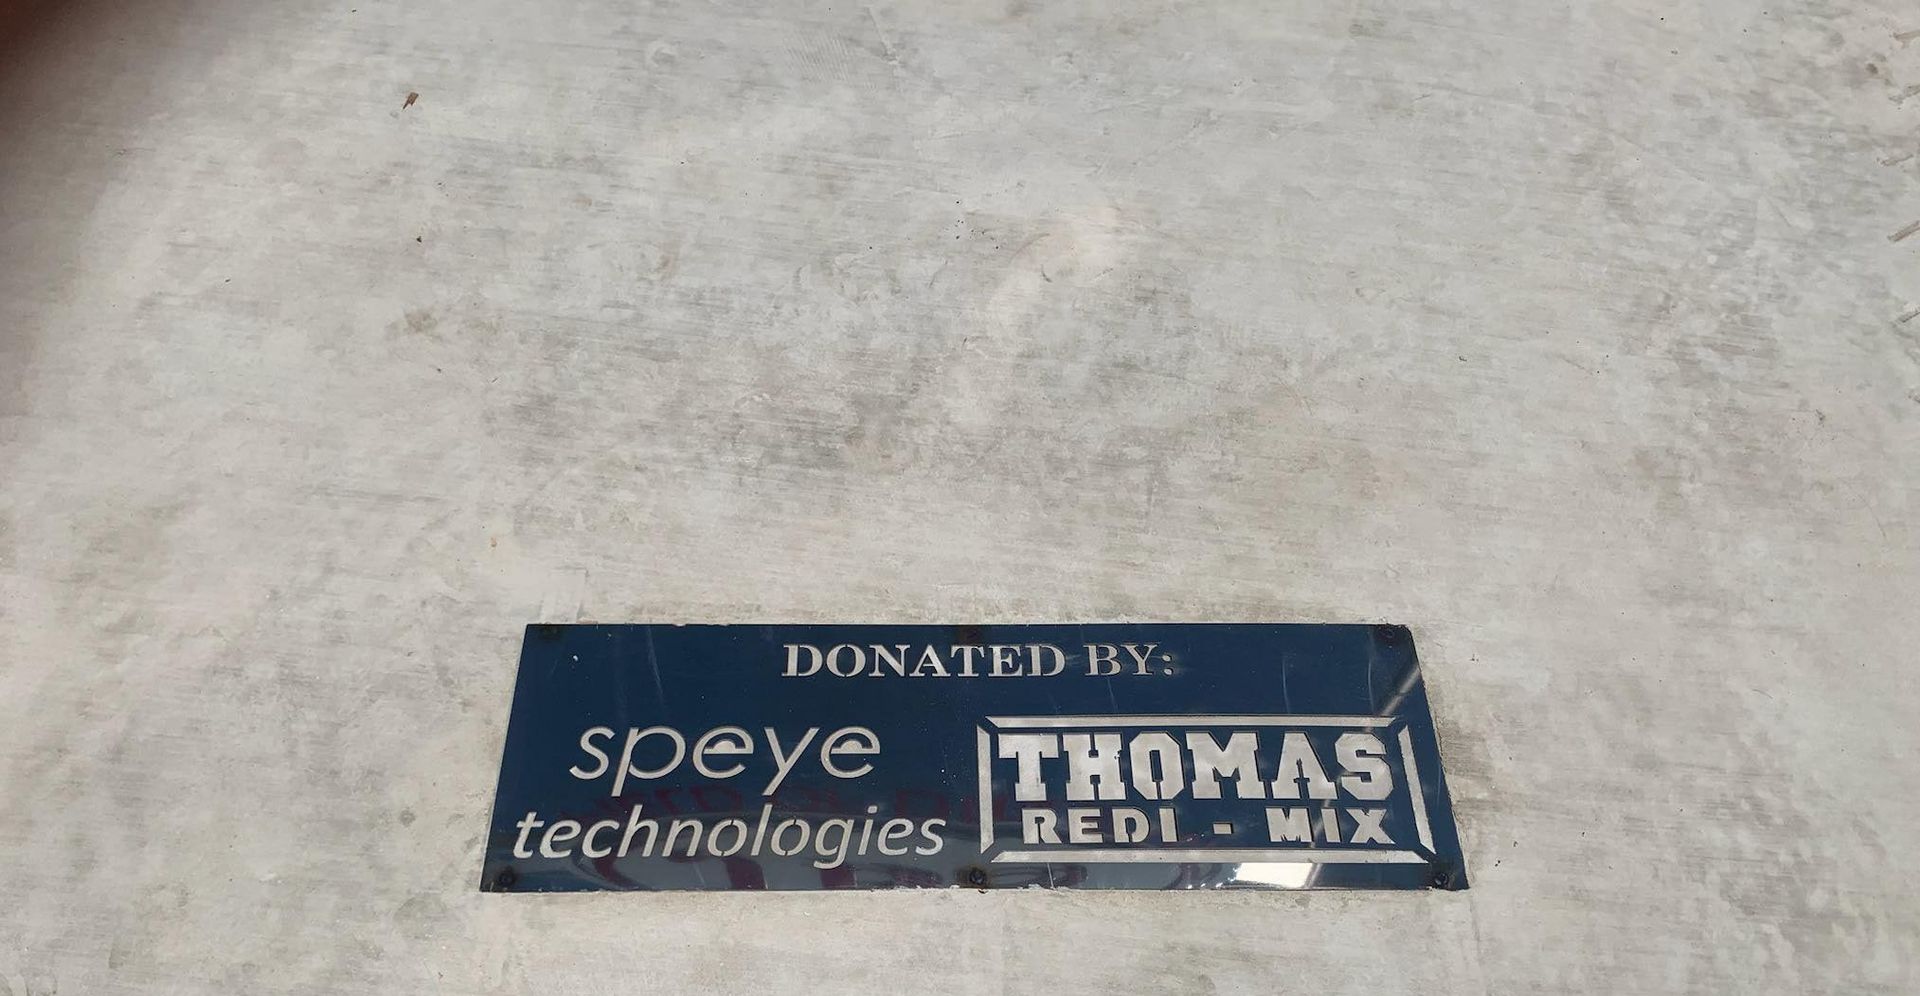 DONATED BY:
speye
technologies
THOMAS
REDI - MIX